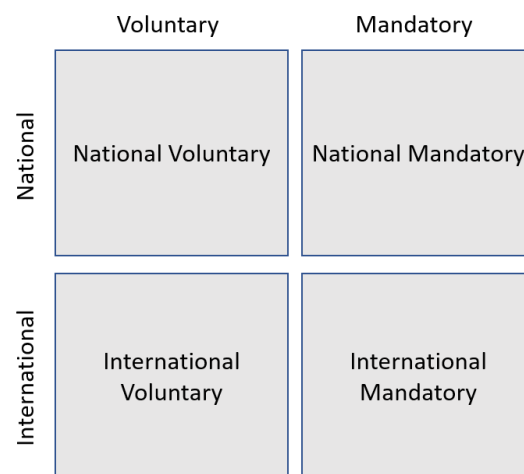 Voluntary
Mandatory
National
National Voluntary
National Mandatory
International
International
Voluntary
International
Mandatory